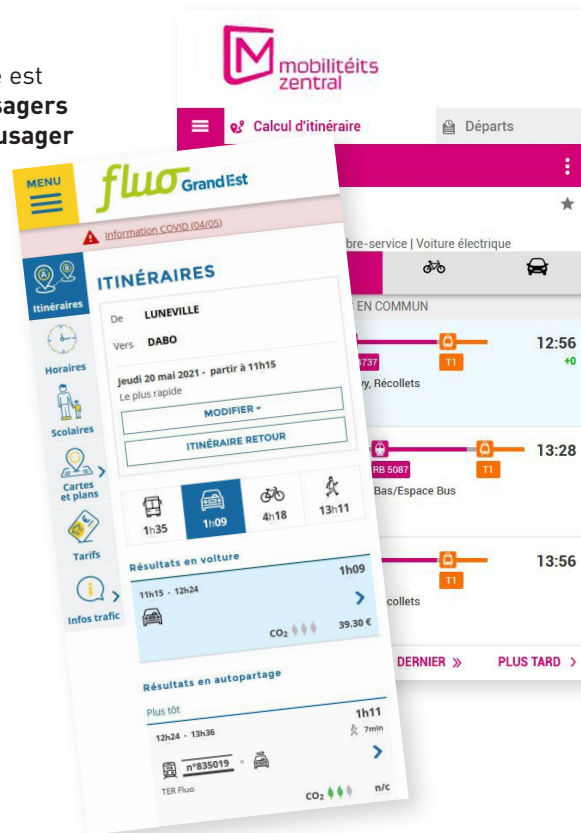 est
sagers
usager
mobilitéits
zentral
Calcul d'itinéraire
Départs
bre-service | Voiture électrique
EN COMMUN
12:56
+0
4737
T1
y, Récollets
13:28
RB 5087
T1
Bas/Espace Bus
13:56
T1
collets
DERNIER »
PLUS TARD >
MENU
fluo Grand Est
Information COVID (04/05)
Itinéraires
Horaires
Scolaires
Cartes
et plans
Tarifs
Infos trafic
ITINÉRAIRES
De LUNEVILLE
Vers DABO
Jeudi 20 mai 2021 - partir à 11h15
Le plus rapide
MODIFIER
ITINÉRAIRE RETOUR
1h35
1h09
4h18
13h11
Résultats en voiture
11h15 - 12h24
1h09
CO₂
39.30 €
Résultats en autopartage
Plus tôt
12h24 - 13h36
1h11
7min
n°835019
TER Fluo
CO₂
n/c